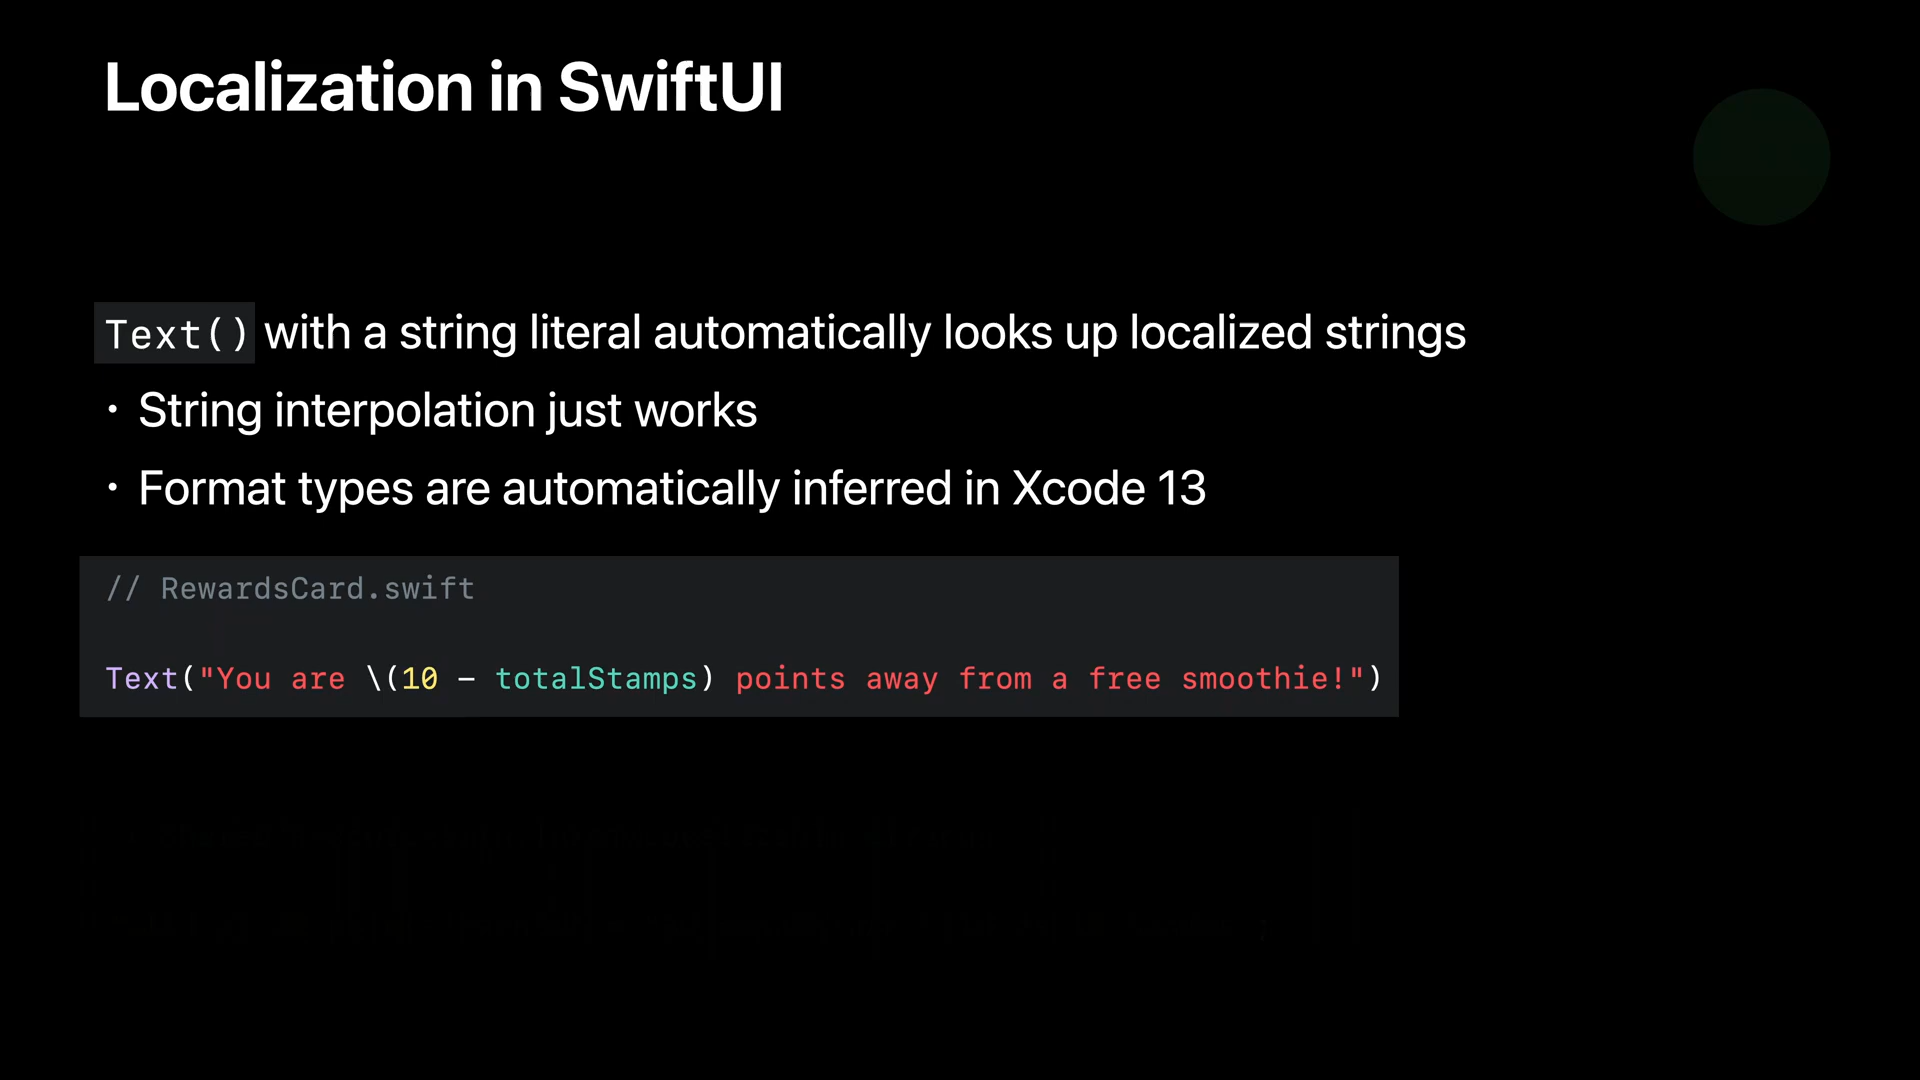 Localization in SwiftUI
Text() with a string literal automatically looks up localized strings
• String interpolation just works
• Format types are automatically inferred in Xcode 13
// RewardsCard.swift
Text("You are \(10 - totalStamps) points away from a free smoothie!")